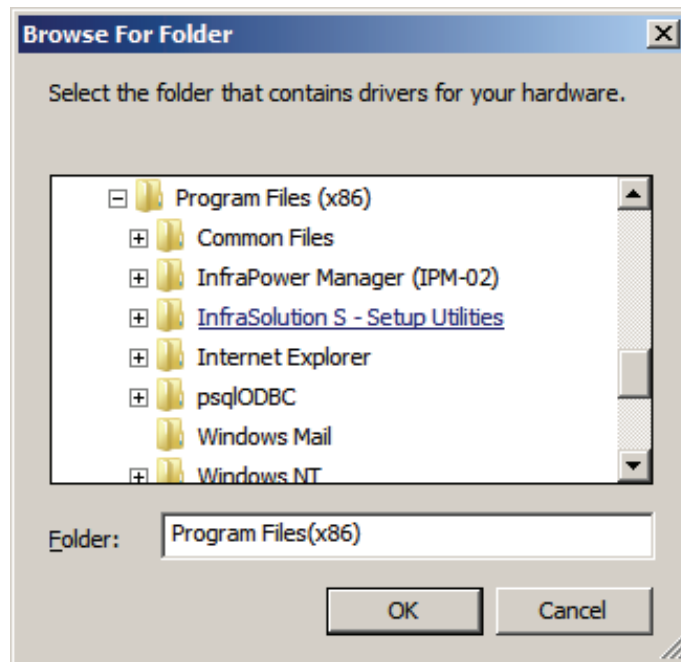 Browse For Folder
Select the folder that contains drivers for your hardware.
Program Files (x86)
Common Files
InfraPower Manager (IPM-02)
InfraSolution S - Setup Utilities
Internet Explorer
psqlODBC
Windows Mail
Windows NT
Folder: Program Files(x86)
OK Cancel